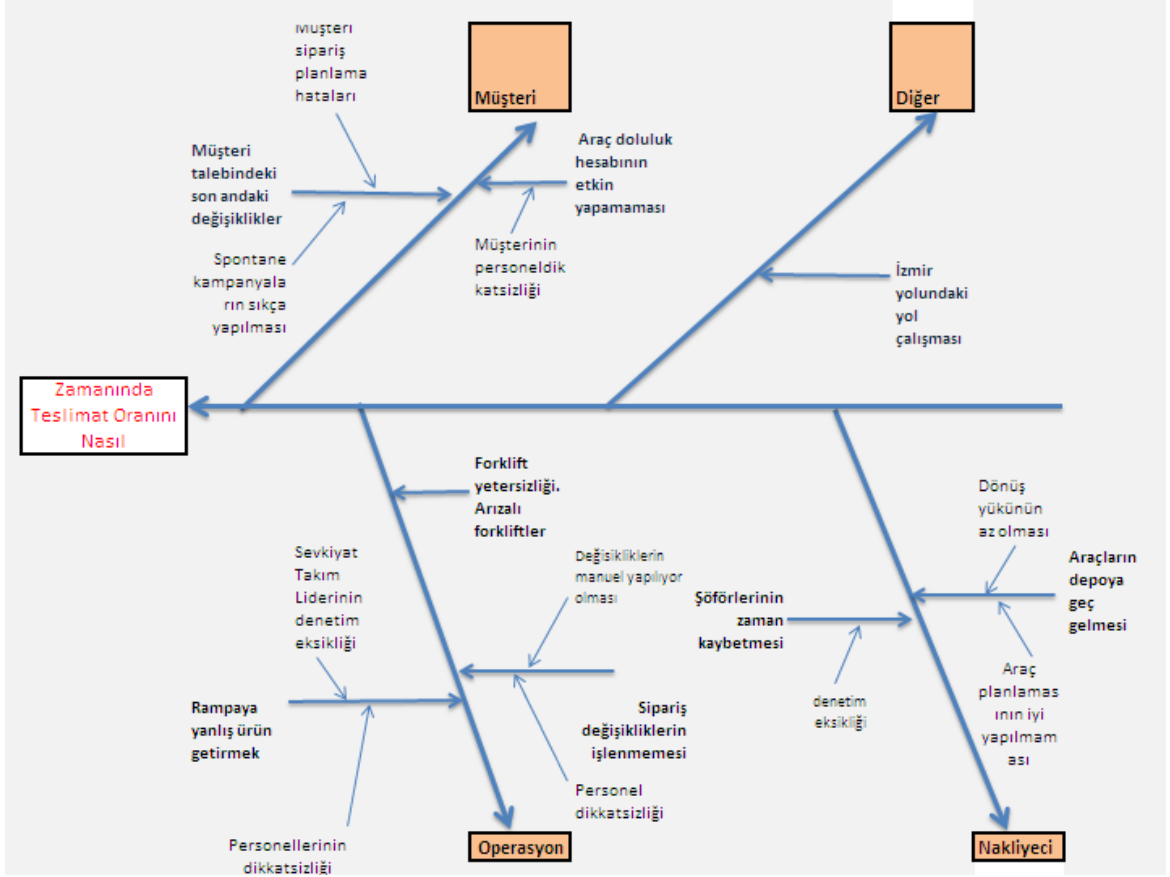 Müşteri
sipariş
planlama
hataları
Müşteri
Diğer
Müşteri
talebindeki
son andaki
değişiklikler
Araç doluluk
hesabının
etkin
yapamaması
Spontane
kampanyala
rın sıkça
yapılması
Müşterinin
personeldik
katsizliği
İzmir
yolundaki
yol
çalışması
Zamanında
Teslimat Oranını
Nasıl
Forklift
yetersizliği.
Arızalı
forkliftler
Dönüş
yükünün
az olması
Sevkiyat
Takım
Liderinin
denetim
eksikliği
Değisikliklerin
manuel yapılıyor
olması
Şöförlerinin
zaman
kaybetmesi
Araçların
depoya
geç
gelmesi
Rampaya
yanlış ürün
getirmek
Sipariş
değişikliklerin
işlenmemesi
denetim
eksikliği
Araç
planlamas
ının iyi
yapılmam
ası
Personel
dikkatsizliği
Personellerinin
dikkatsizliği
Operasyon
Nakliyeci